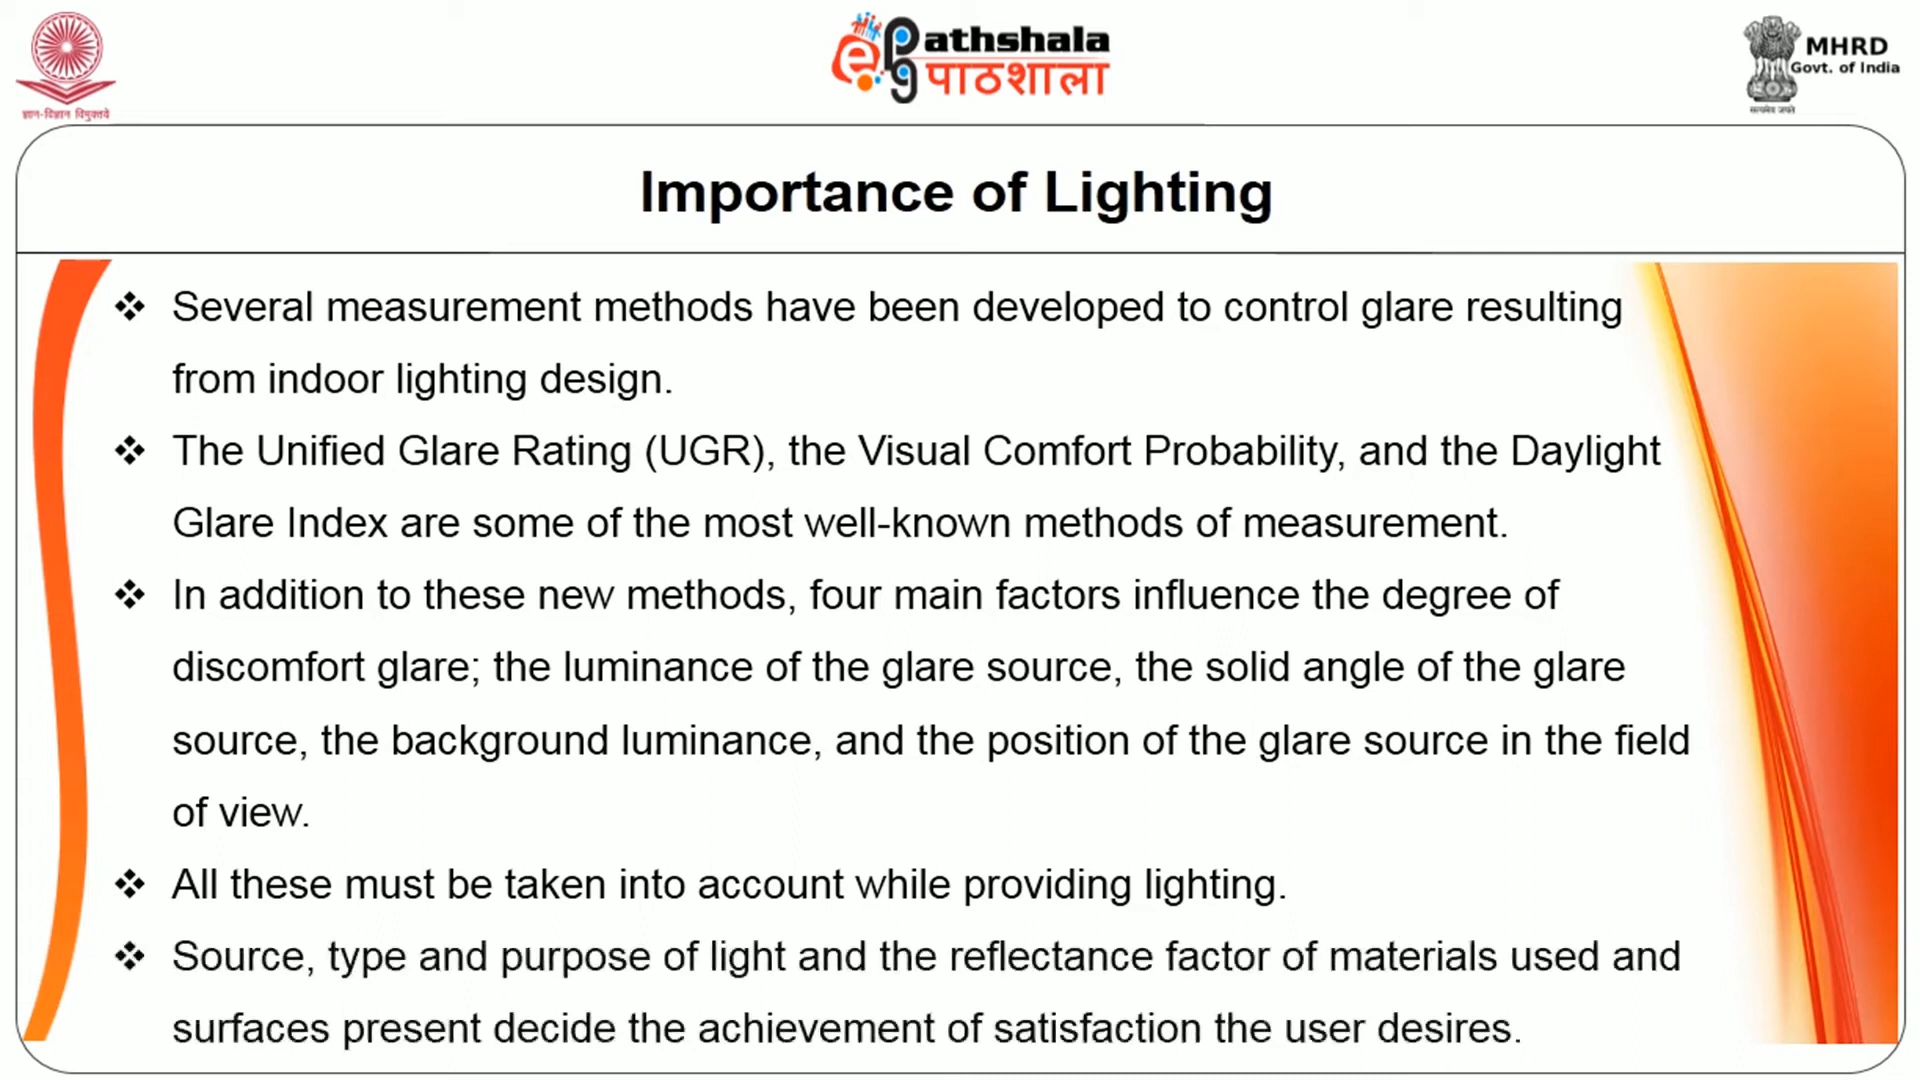 ज्ञान-विज्ञान विमुक्तये
ePathshala
पाठशाला
MHRD
Govt. of India
सत्यमेव जयते
Importance of Lighting
❖ Several measurement methods have been developed to control glare resulting
from indoor lighting design.
❖ The Unified Glare Rating (UGR), the Visual Comfort Probability, and the Daylight
Glare Index are some of the most well-known methods of measurement.
❖ In addition to these new methods, four main factors influence the degree of
discomfort glare; the luminance of the glare source, the solid angle of the glare
source, the background luminance, and the position of the glare source in the field
of view.
❖ All these must be taken into account while providing lighting.
❖ Source, type and purpose of light and the reflectance factor of materials used and
surfaces present decide the achievement of satisfaction the user desires.